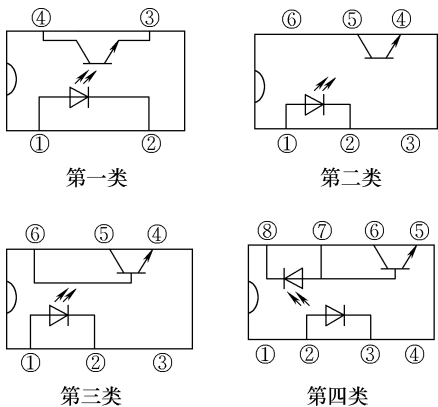 ④ ③
① ②
第一类
⑥ ⑤ ④
① ② ③
第二类
⑥ ⑤ ④
① ② ③
第三类
⑧ ⑦ ⑥ ⑤
① ② ③ ④
第四类